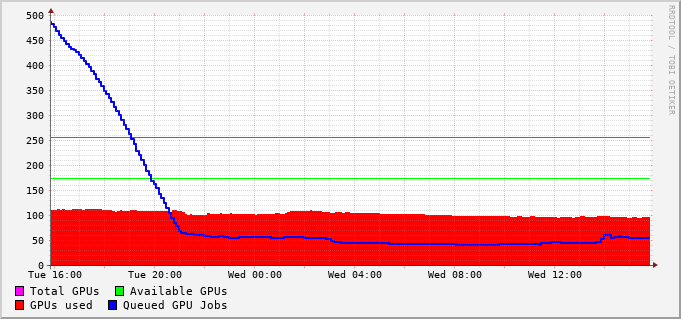 500
450
400
350
300
250
200
150
100
50
0
Tue 16:00 Tue 20:00 Wed 00:00 Wed 04:00 Wed 08:00 Wed 12:00
Total GPUs Available GPUs
GPUs used Queued GPU Jobs
RRDTOOL / TOBI OETIKER